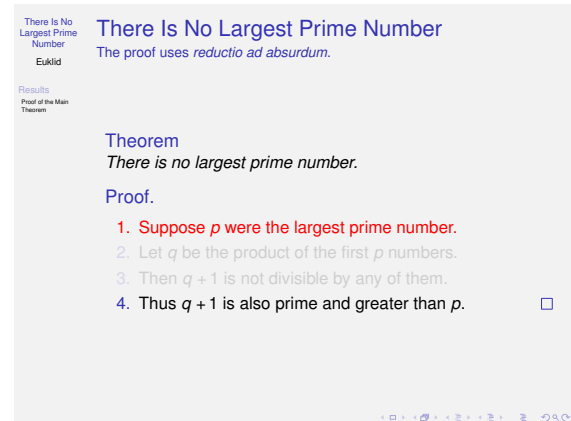 There Is No
Largest Prime
Number
Euklid
Results
Proof of the Main
Theorem
There Is No Largest Prime Number
The proof uses reductio ad absurdum.
Theorem
There is no largest prime number.
Proof.
1. Suppose p were the largest prime number.
2. Let q be the product of the first p numbers.
3. Then q + 1 is not divisible by any of them.
4. Thus q + 1 is also prime and greater than p.